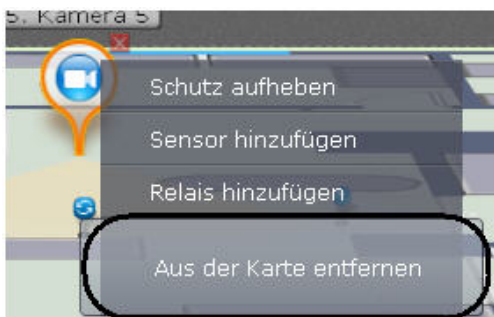 5. Kamera 5
Schutz aufheben
Sensor hinzufügen
Relais hinzufügen
Aus der Karte entfernen